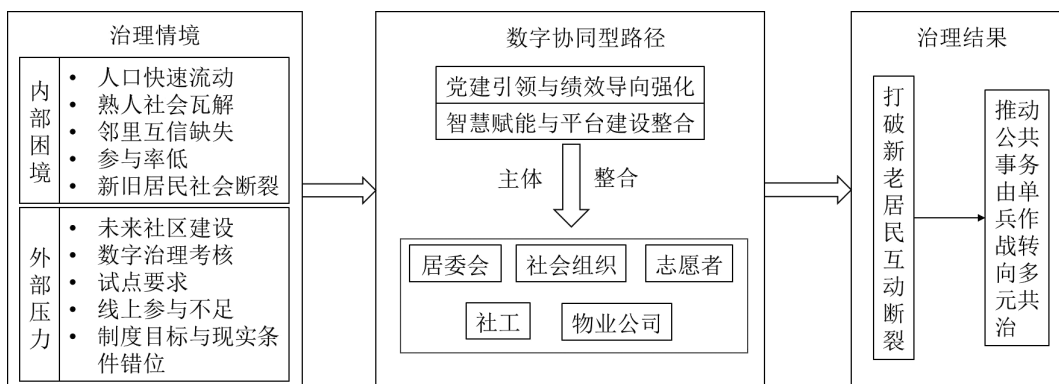 治理情境
内部困境
• 人口快速流动
• 熟人社会瓦解
• 邻里互信缺失
• 参与率低
• 新旧居民社会断裂
外部压力
• 未来社区建设
• 数字治理考核
• 试点要求
• 线上参与不足
• 制度目标与现实条
件错位
数字协同型路径
党建引领与绩效导向强化
智慧赋能与平台建设整合
主体 整合
居委会 社会组织 志愿者
社工 物业公司
治理结果
打破新老居民互动断裂
推动
公共
事务
由单
兵作
战转
向多
元共
治